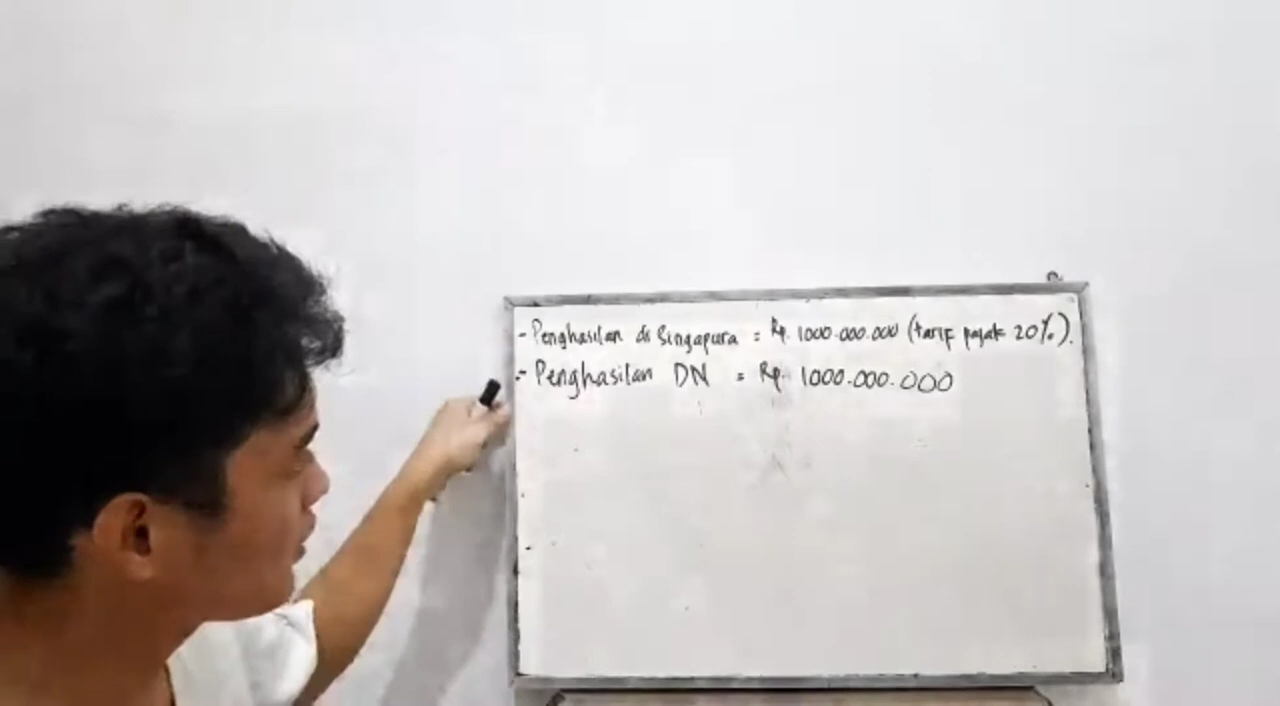 - Penghasilan di Singapura = Rp. 1000.000.000 (tarif pajak 20%).
- Penghasilan DN = Rp. 1000.000.000